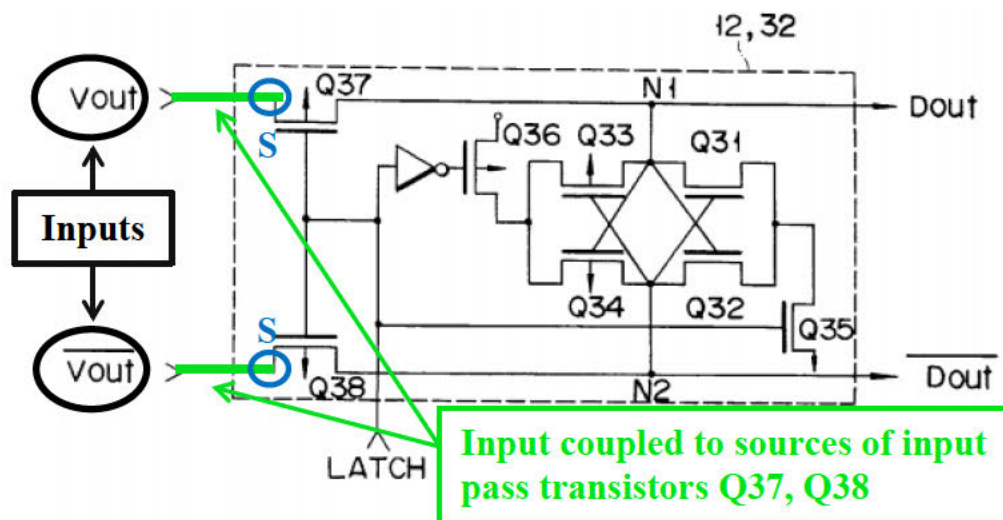 12, 32
Vout
Q37
N1
Dout
S
Q36
Q33
Q31
Inputs
S
Q34
Q32
Q35
Vout
Q38
N2
Dout
LATCH
Input coupled to sources of input
pass transistors Q37, Q38